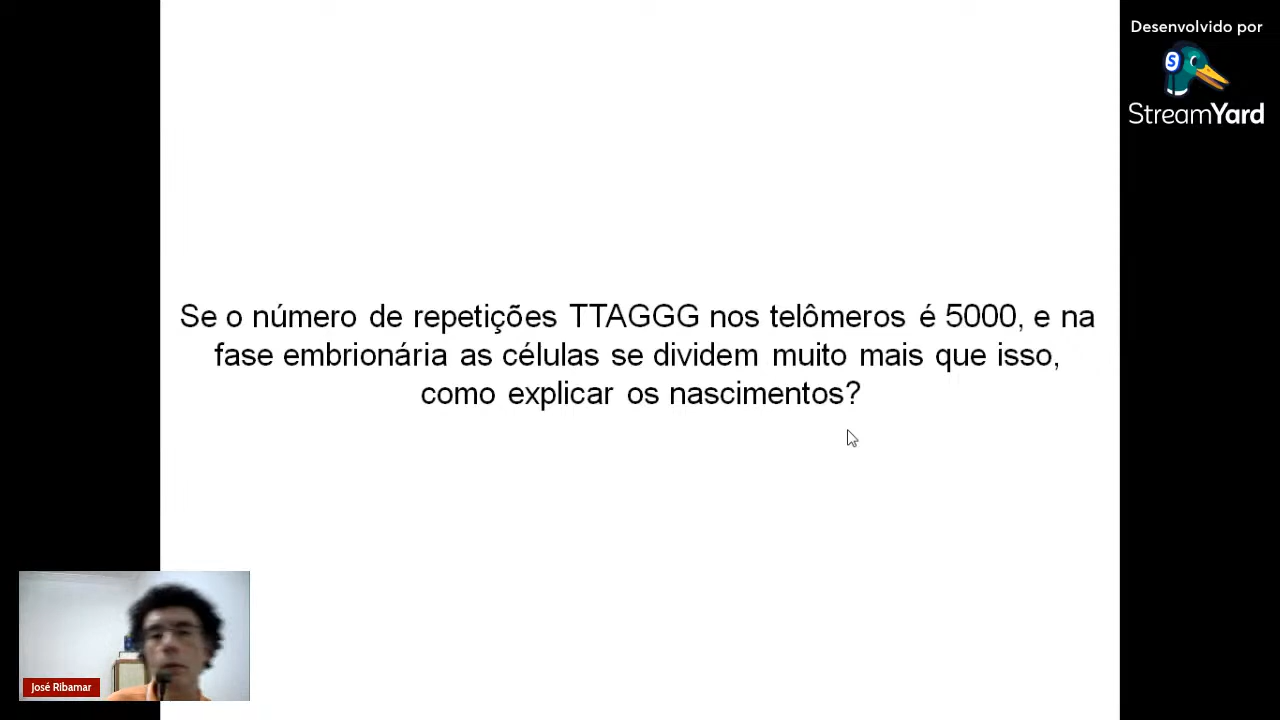 Desenvolvido por
S
StreamYard
Se o número de repetições TTAGGG nos telômeros é 5000, e na
fase embrionária as células se dividem muito mais que isso,
como explicar os nascimentos?
José Ribamar